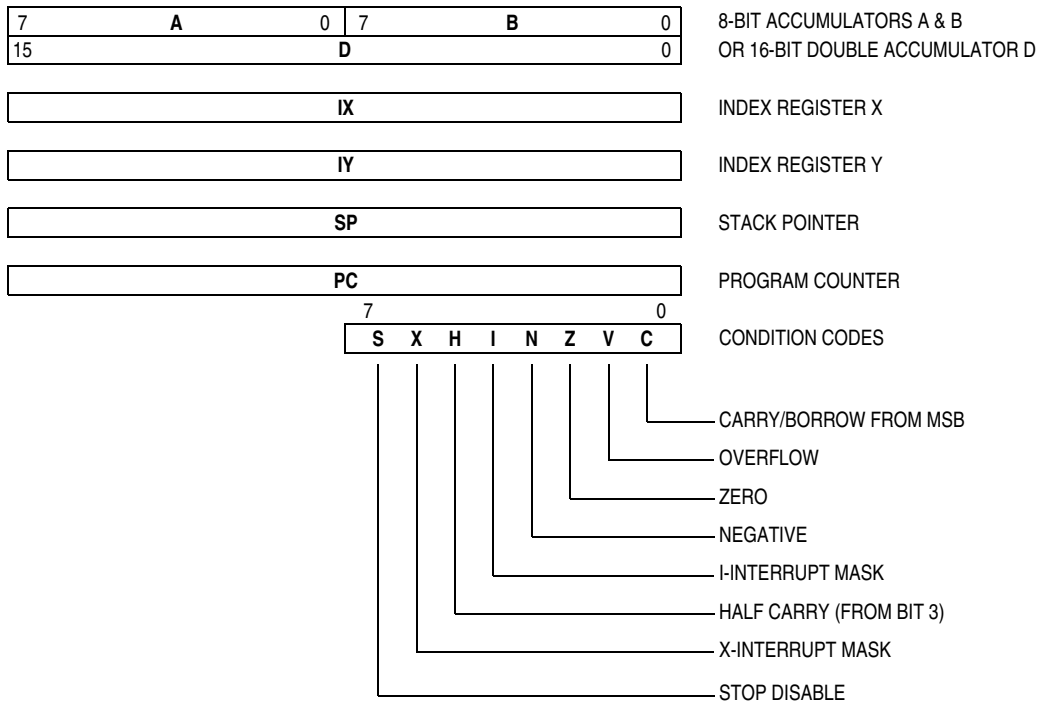 7 A 0 7 B 0 8-BIT ACCUMULATORS A & B
15 D 0 OR 16-BIT DOUBLE ACCUMULATOR D
IX INDEX REGISTER X
IY INDEX REGISTER Y
SP STACK POINTER
PC PROGRAM COUNTER
7 0
S X H I N Z V C CONDITION CODES
CARRY/BORROW FROM MSB
OVERFLOW
ZERO
NEGATIVE
I-INTERRUPT MASK
HALF CARRY (FROM BIT 3)
X-INTERRUPT MASK
STOP DISABLE